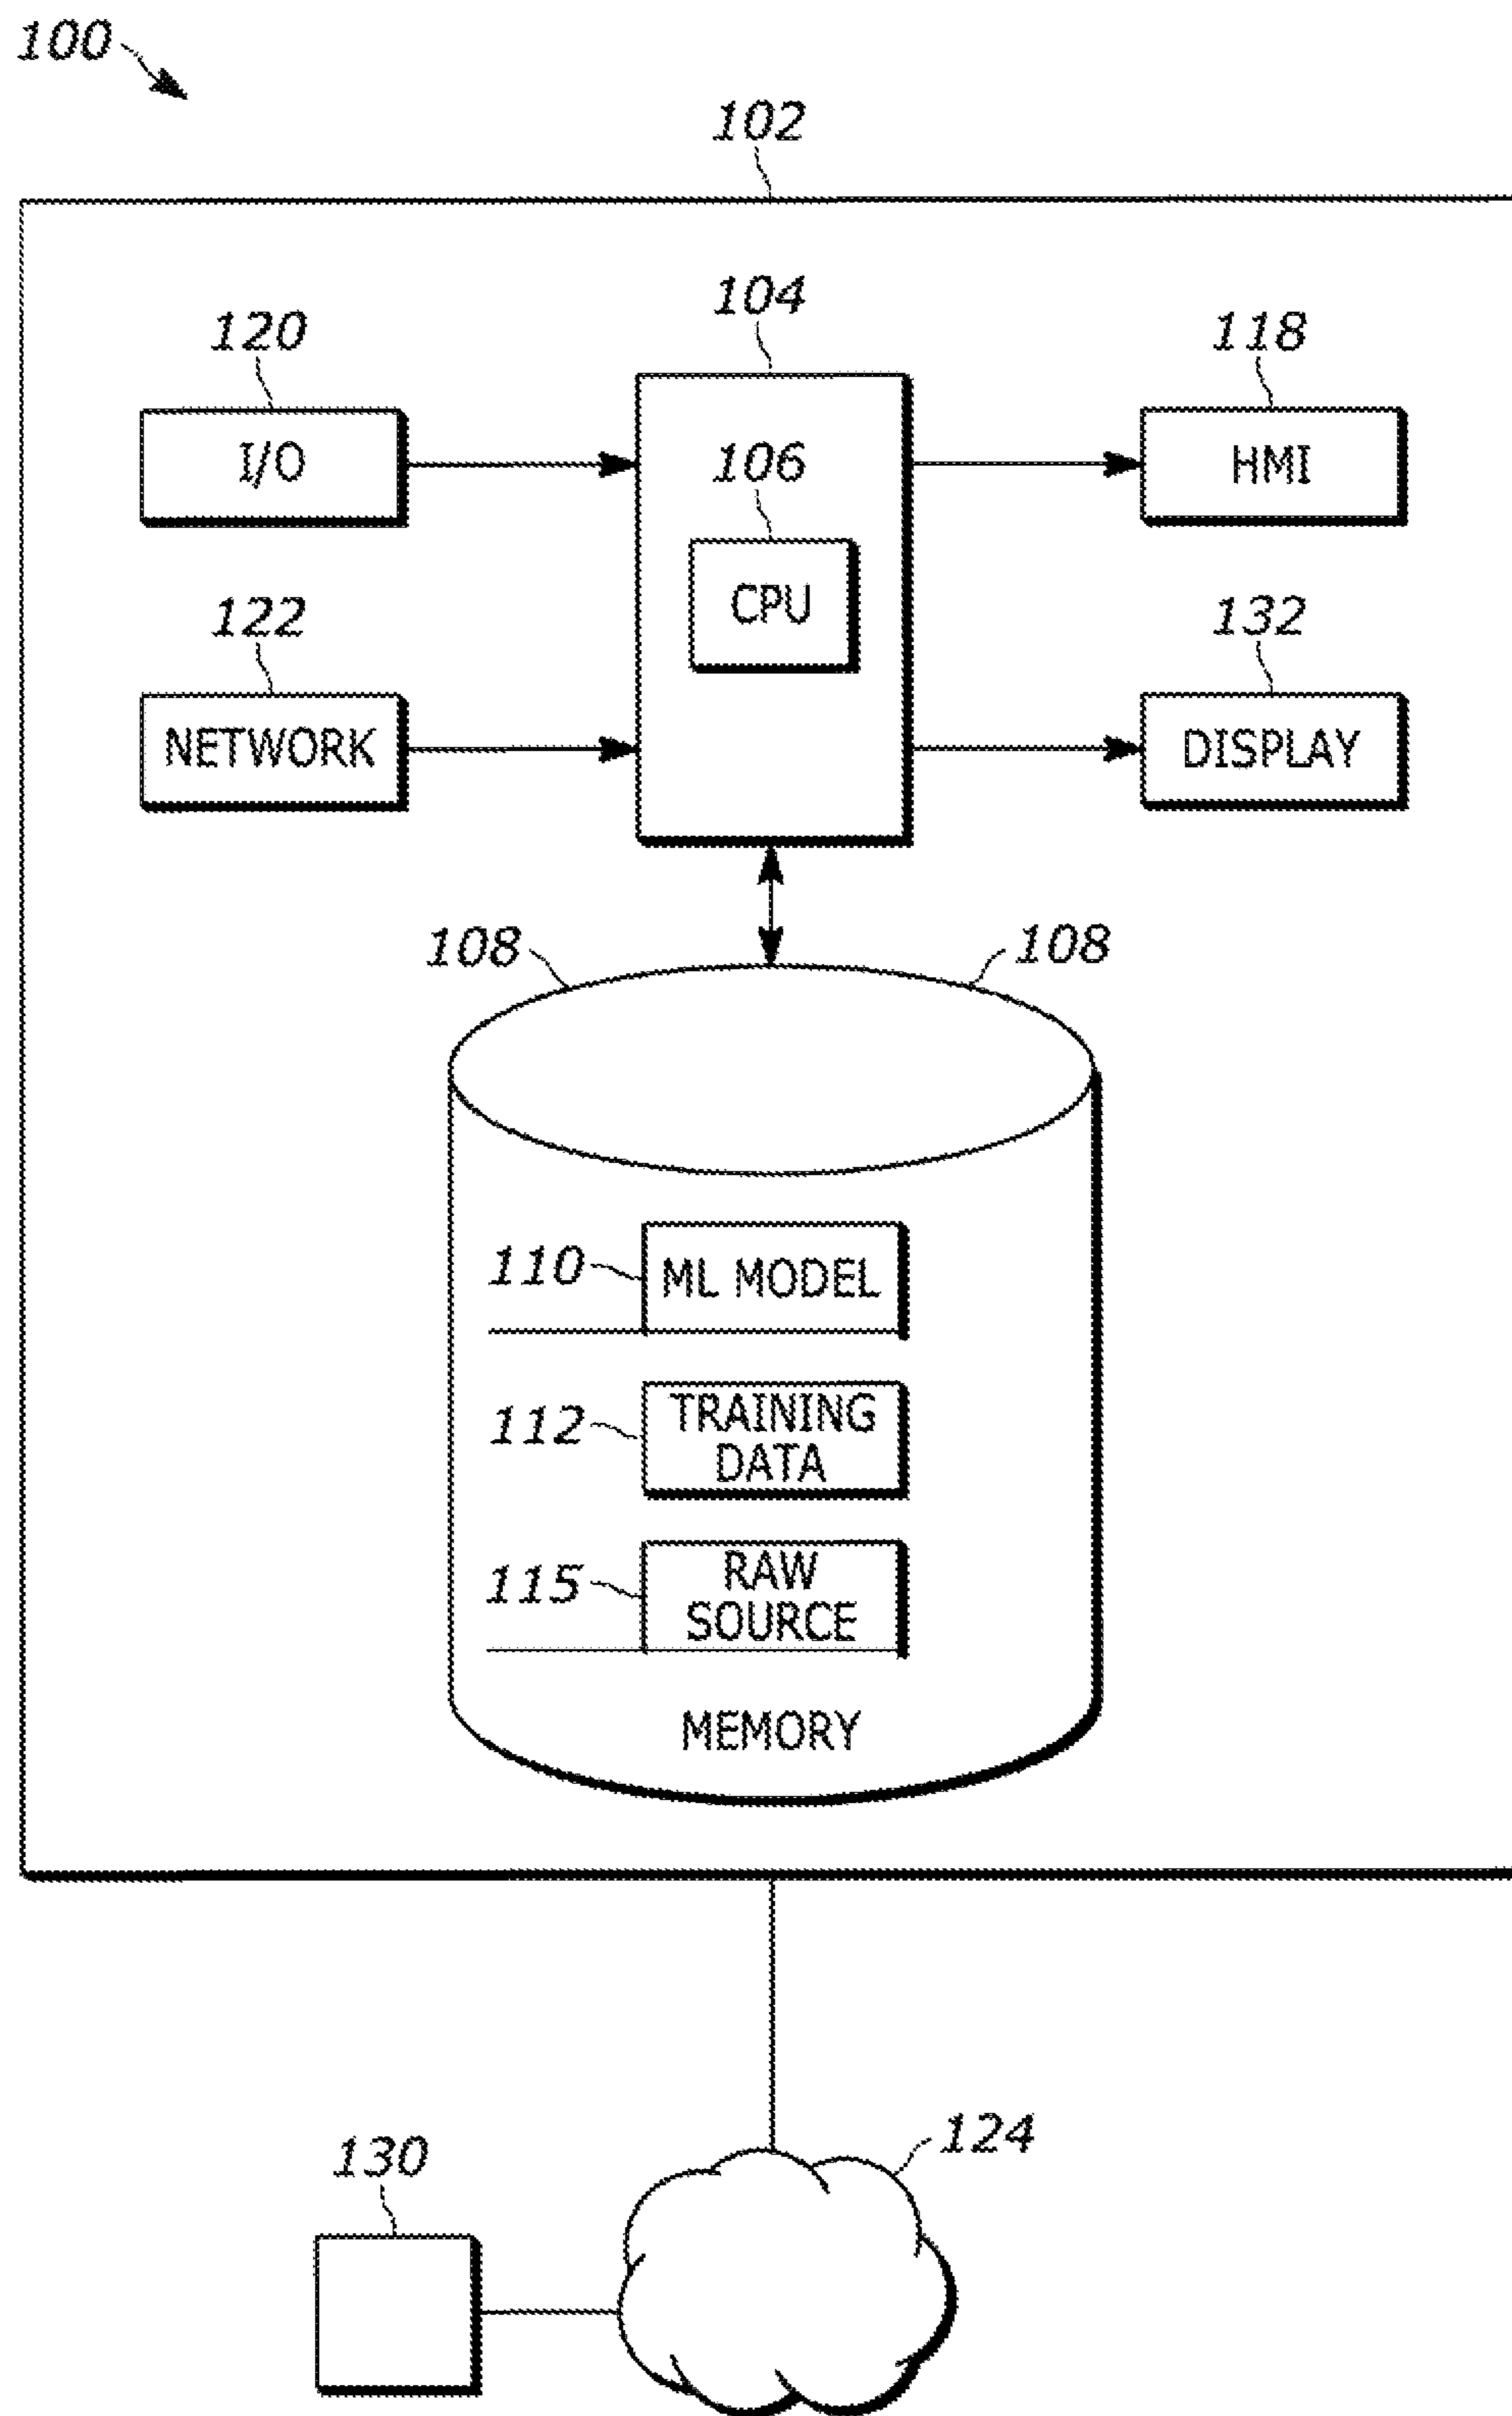 100
102
104
120
118
I/O
106
HMI
CPU
122
132
NETWORK
DISPLAY
108
108
110
ML MODEL
112
TRAINING
DATA
115
RAW
SOURCE
MEMORY
124
130